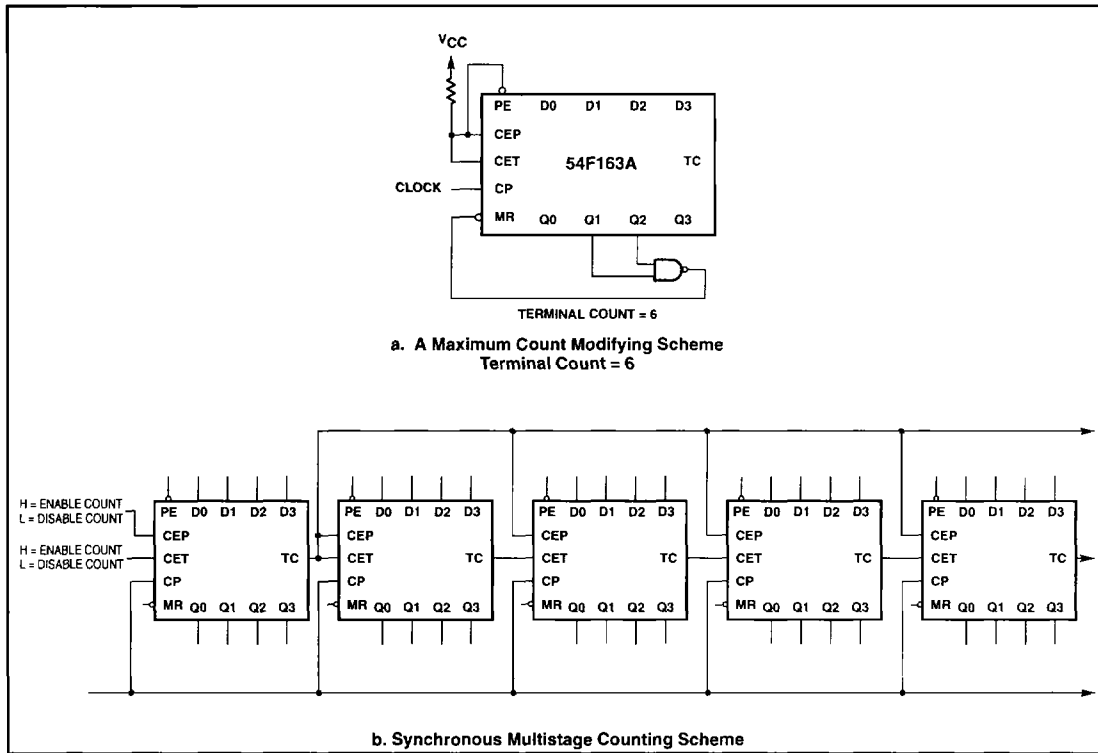 VCC
PE D0 D1 D2 D3
CEP
CET 54F163A TC
CLOCK CP
MR Q0 Q1 Q2 Q3
TERMINAL COUNT = 6
a. A Maximum Count Modifying Scheme
Terminal Count = 6
H = ENABLE COUNT
L = DISABLE COUNT
H = ENABLE COUNT
L = DISABLE COUNT
PE D0 D1 D2 D3
CEP
CET TC
CP
MR Q0 Q1 Q2 Q3
PE D0 D1 D2 D3
CEP
CET TC
CP
MR Q0 Q1 Q2 Q3
PE D0 D1 D2 D3
CEP
CET TC
CP
MR Q0 Q1 Q2 Q3
PE D0 D1 D2 D3
CEP
CET TC
CP
MR Q0 Q1 Q2 Q3
PE D0 D1 D2 D3
CEP
CET TC
CP
MR Q0 Q1 Q2 Q3
b. Synchronous Multistage Counting Scheme